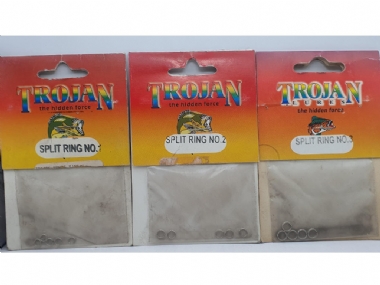 TROJAN
the hidden force
SPLIT RING NO.1
TROJAN
the hidden force
SPLIT RING NO.2
TROJAN
LURES
the hidden force
SPLIT RING NO.3